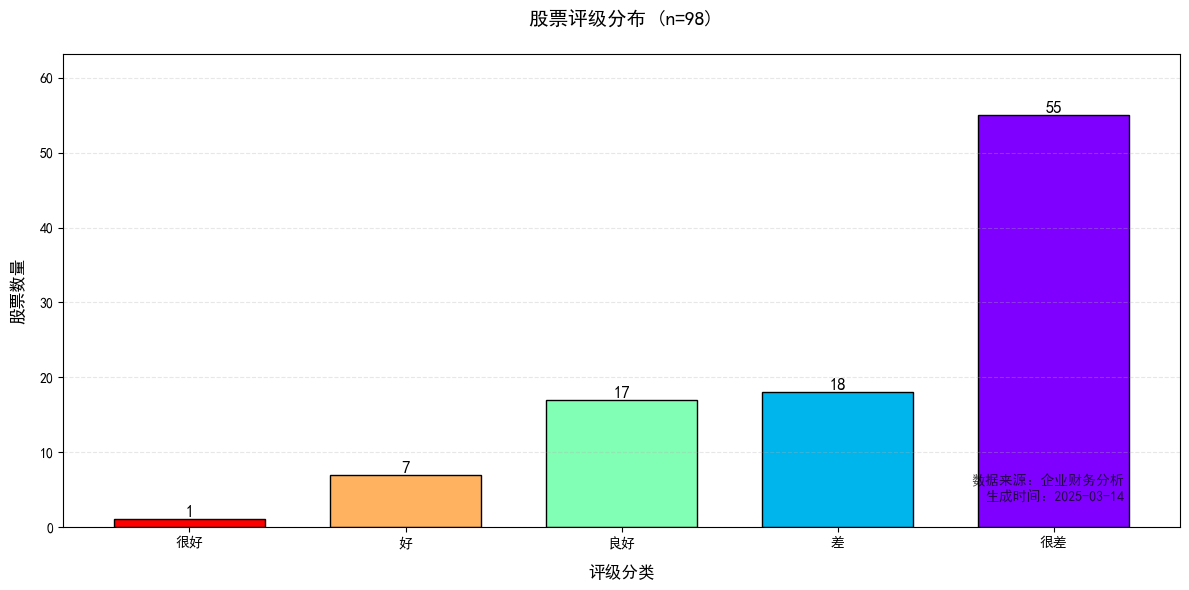 股票评级分布 (n=98)
股票数量
60
50
40
30
20
10
0
1
7
17
18
55
数据来源：企业财务分析
生成时间：2025-03-14
很好
好
良好
差
很差
评级分类